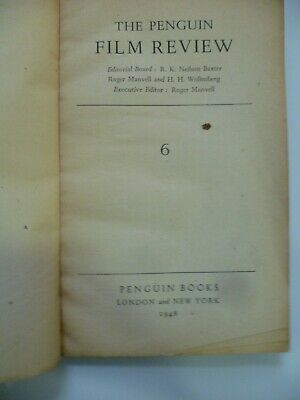 THE PENGUIN
FILM REVIEW
Editorial Board: R. K. Neilson Baxter
Roger Manvell and H. H. Wollenberg
Executive Editor: Roger Manvell
6
PENGUIN BOOKS
LONDON and NEW YORK
1948